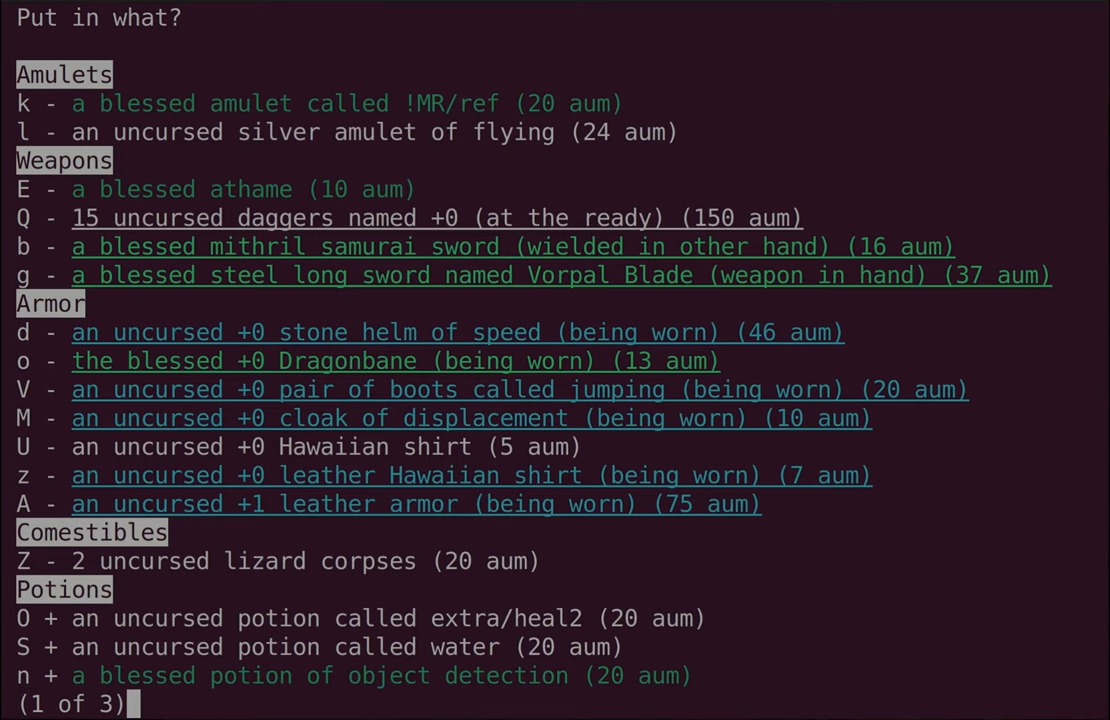 Put in what?
Amulets
k - a blessed amulet called !MR/ref (20 aum)
l - an uncursed silver amulet of flying (24 aum)
Weapons
E - a blessed athame (10 aum)
Q - 15 uncursed daggers named +0 (at the ready) (150 aum)
b - a blessed mithril samurai sword (wielded in other hand) (16 aum)
g - a blessed steel long sword named Vorpal Blade (weapon in hand) (37 aum)
Armor
d - an uncursed +0 stone helm of speed (being worn) (46 aum)
o - the blessed +0 Dragonbane (being worn) (13 aum)
V - an uncursed +0 pair of boots called jumping (being worn) (20 aum)
M - an uncursed +0 cloak of displacement (being worn) (10 aum)
U - an uncursed +0 Hawaiian shirt (5 aum)
z - an uncursed +0 leather Hawaiian shirt (being worn) (7 aum)
A - an uncursed +1 leather armor (being worn) (75 aum)
Comestibles
Z - 2 uncursed lizard corpses (20 aum)
Potions
O + an uncursed potion called extra/heal2 (20 aum)
S + an uncursed potion called water (20 aum)
n + a blessed potion of object detection (20 aum)
(1 of 3)